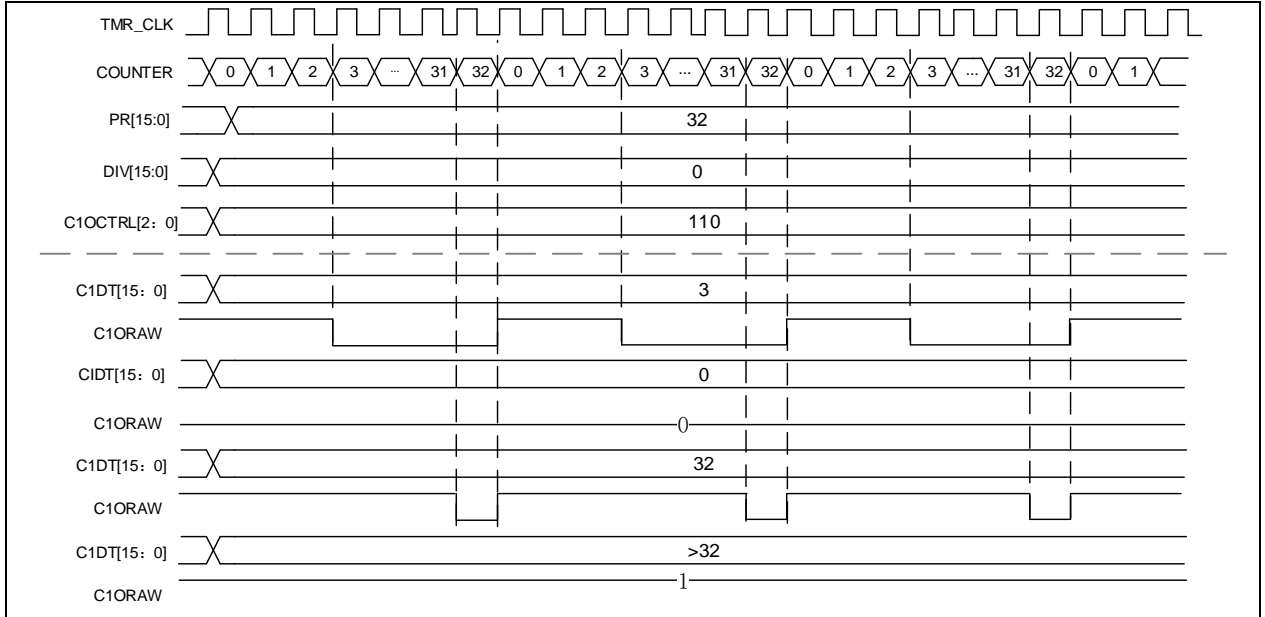 TMR_CLK
COUNTER 0 1 2 3 ... 31 32 0 1 2 3 ... 31 32 0 1 2 3 ... 31 32 0 1
PR[15:0] 32
DIV[15:0] 0
C1OCTRL[2：0] 110
C1DT[15：0] 3
C1ORAW
CIDT[15：0] 0
C1ORAW 0
C1DT[15：0] 32
C1ORAW
C1DT[15：0] >32
C1ORAW 1